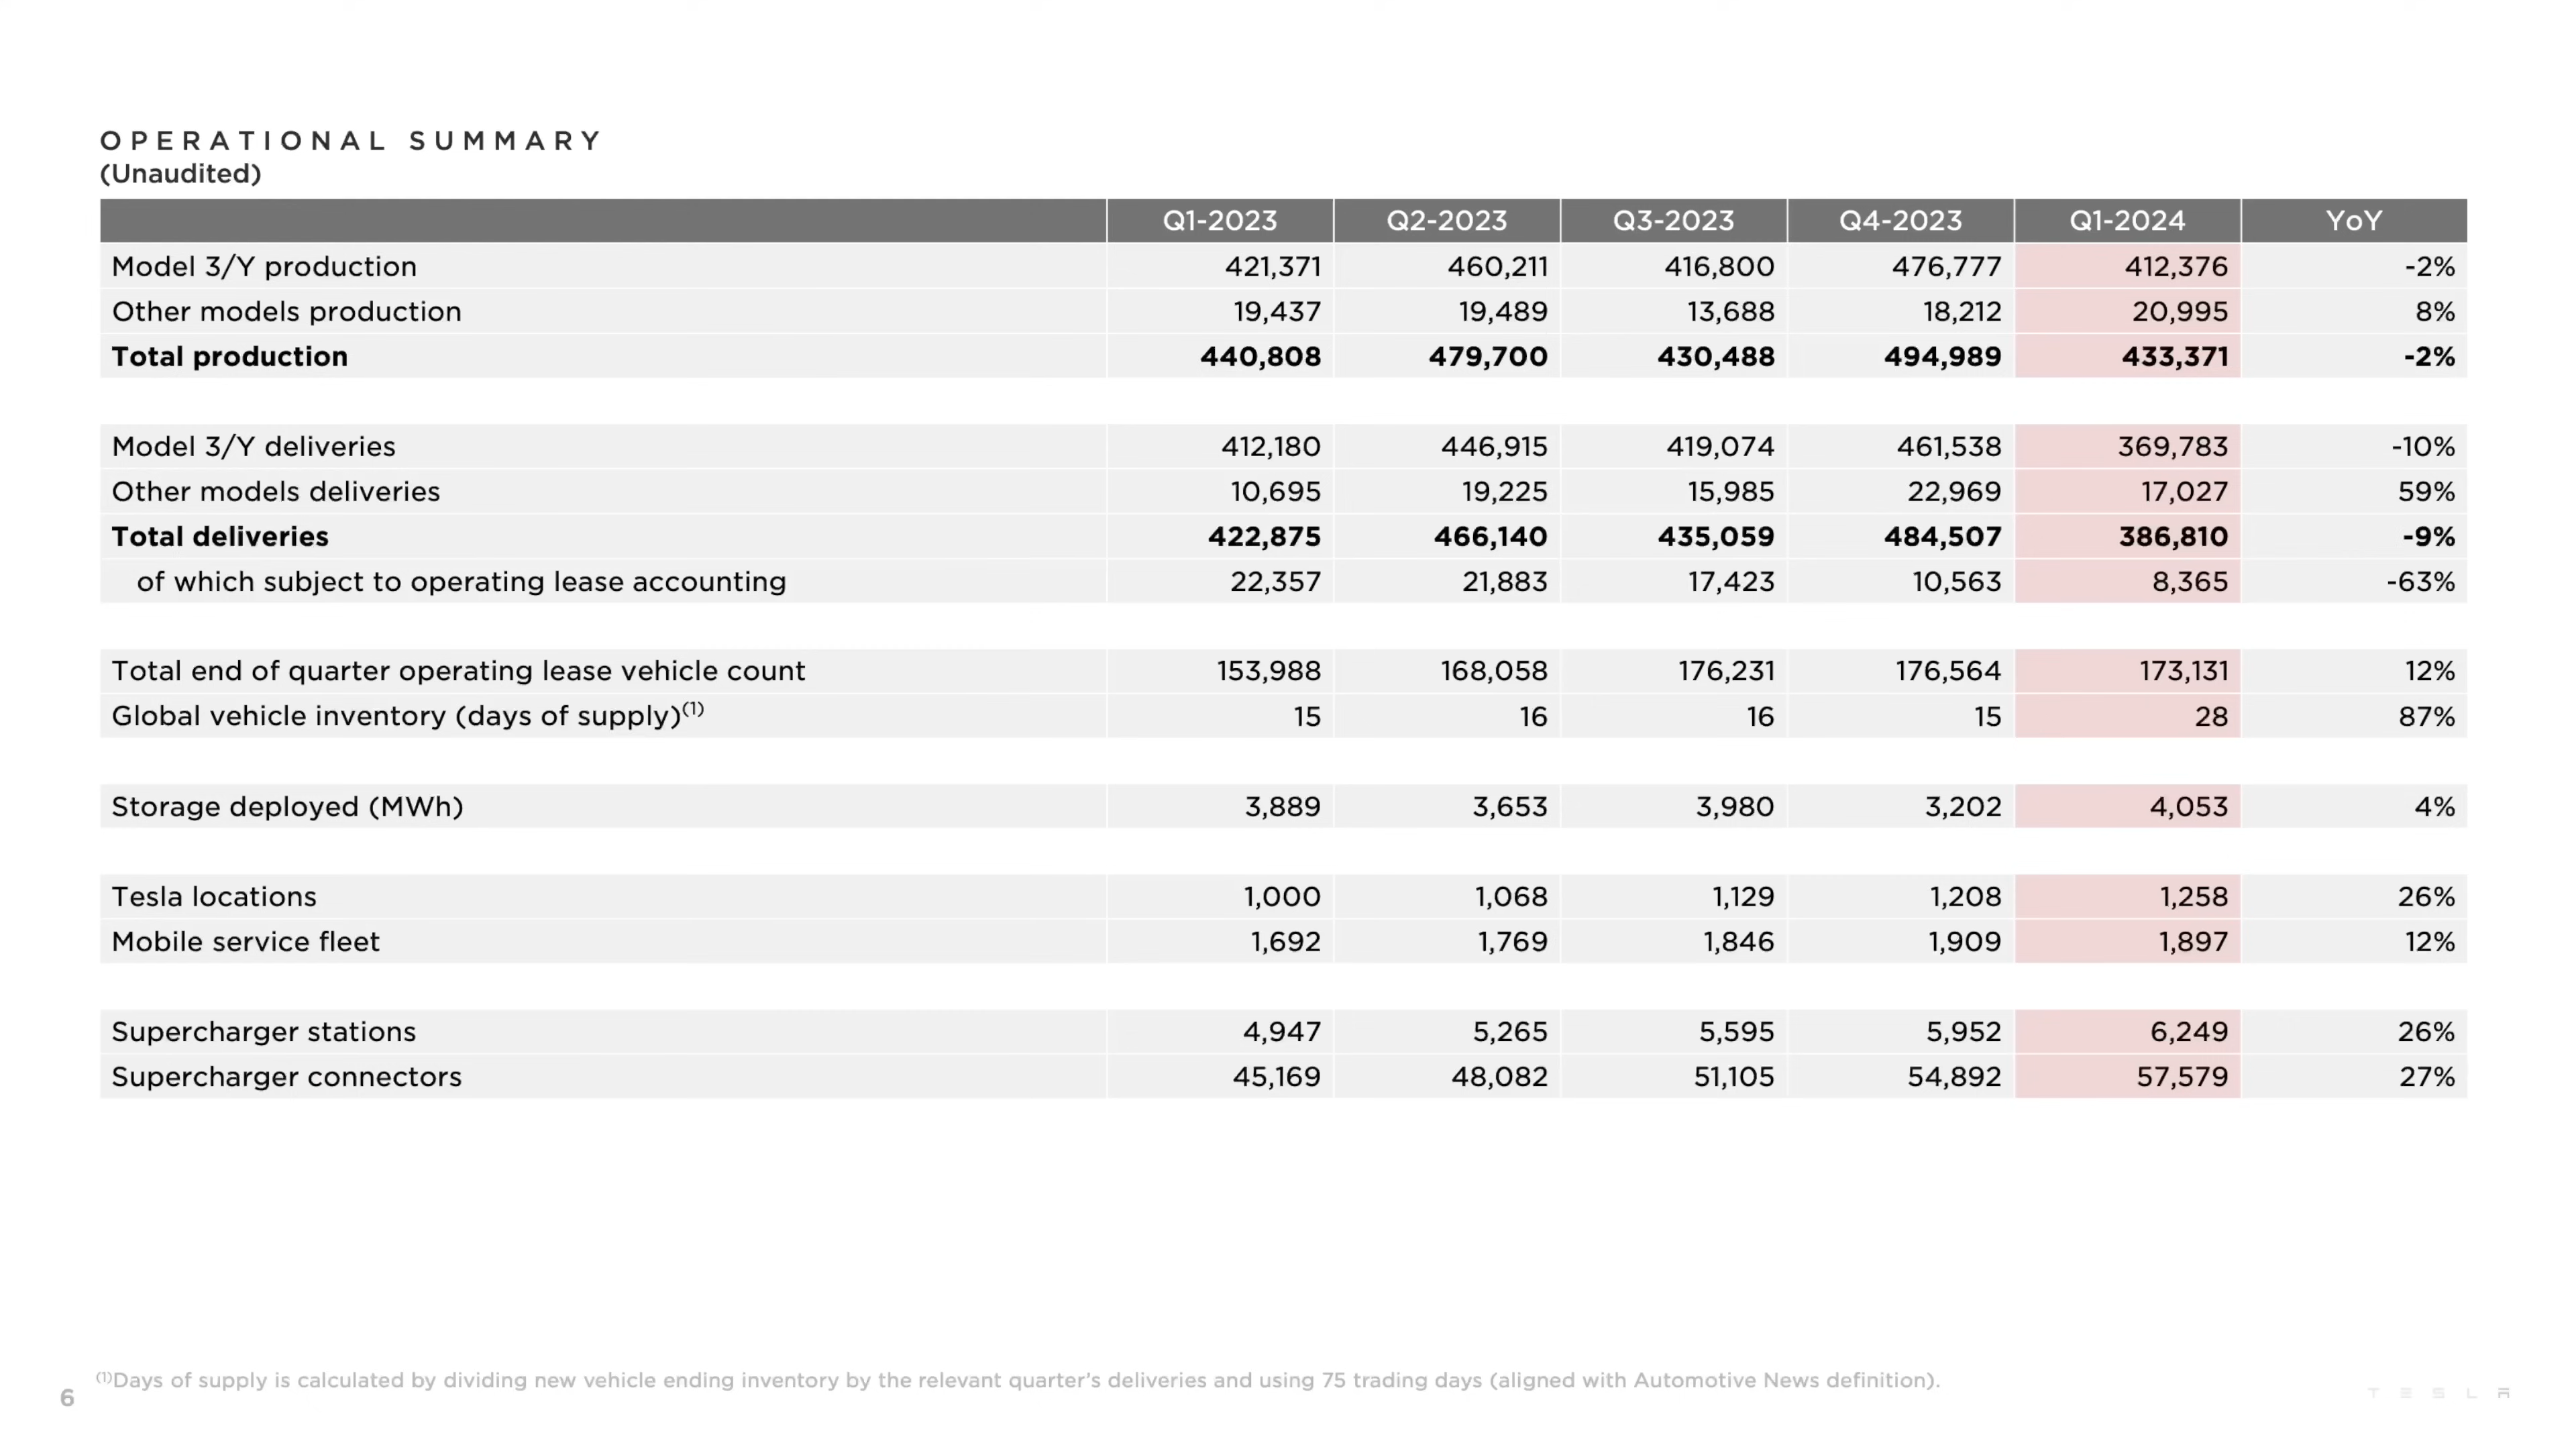 OPERATIONAL SUMMARY
(Unaudited)
Q1-2023 Q2-2023 Q3-2023 Q4-2023 Q1-2024 YoY
Model 3/Y production 421,371 460,211 416,800 476,777 412,376 -2%
Other models production 19,437 19,489 13,688 18,212 20,995 8%
Total production 440,808 479,700 430,488 494,989 433,371 -2%
Model 3/Y deliveries 412,180 446,915 419,074 461,538 369,783 -10%
Other models deliveries 10,695 19,225 15,985 22,969 17,027 59%
Total deliveries 422,875 466,140 435,059 484,507 386,810 -9%
of which subject to operating lease accounting 22,357 21,883 17,423 10,563 8,365 -63%
Total end of quarter operating lease vehicle count 153,988 168,058 176,231 176,564 173,131 12%
Global vehicle inventory (days of supply)(1) 15 16 16 15 28 87%
Storage deployed (MWh) 3,889 3,653 3,980 3,202 4,053 4%
Tesla locations 1,000 1,068 1,129 1,208 1,258 26%
Mobile service fleet 1,692 1,769 1,846 1,909 1,897 12%
Supercharger stations 4,947 5,265 5,595 5,952 6,249 26%
Supercharger connectors 45,169 48,082 51,105 54,892 57,579 27%
(1)Days of supply is calculated by dividing new vehicle ending inventory by the relevant quarter's deliveries and using 75 trading days (aligned with Automotive News definition).
6
TESLA